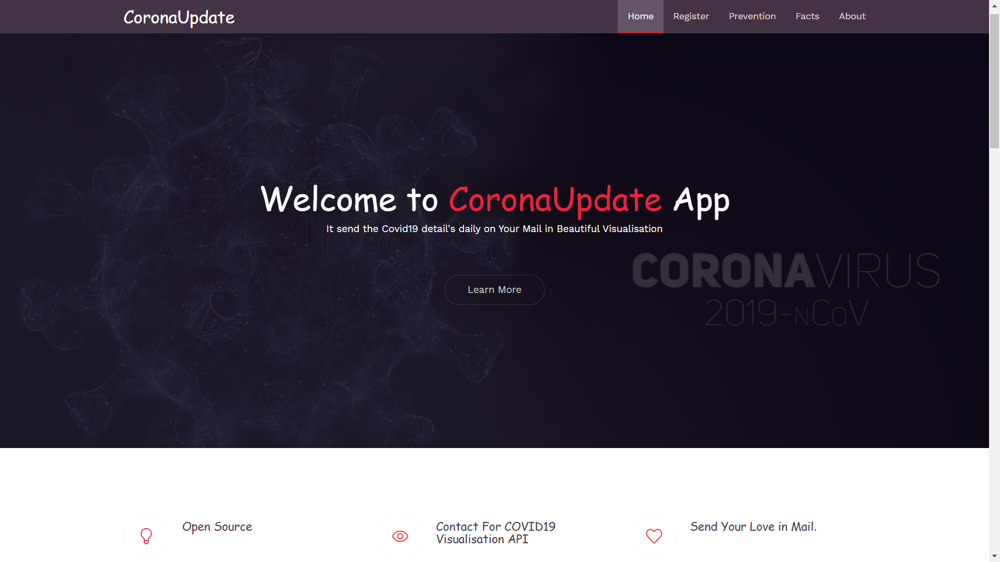 CoronaUpdate
Home Register Prevention Facts About
Welcome to CoronaUpdate App
It send the Covid19 detail's daily on Your Mail in Beautiful Visualisation
CORONAVIRUS
2019-nCoV
Learn More
Open Source
Contact For COVID19
Visualisation API
Send Your Love in Mail.